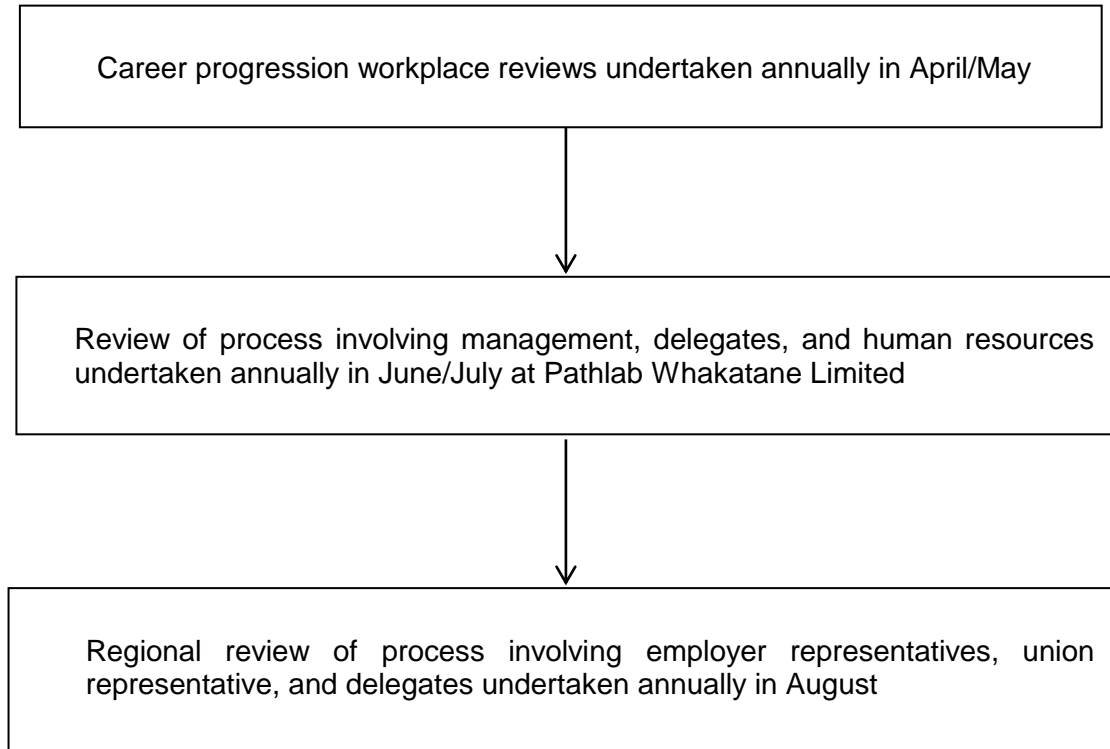 Career progression workplace reviews undertaken annually in April/May
Review of process involving management, delegates, and human resources
undertaken annually in June/July at Pathlab Whakatane Limited
Regional review of process involving employer representatives, union
representative, and delegates undertaken annually in August